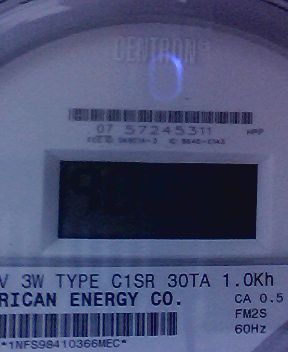 CENTRON
07 57245311
V 3W TYPE C1SR 30TA 1.0Kh
RICAN ENERGY CO.
CA 0.5
FM2S
60Hz
*1NFS98410366MEC*